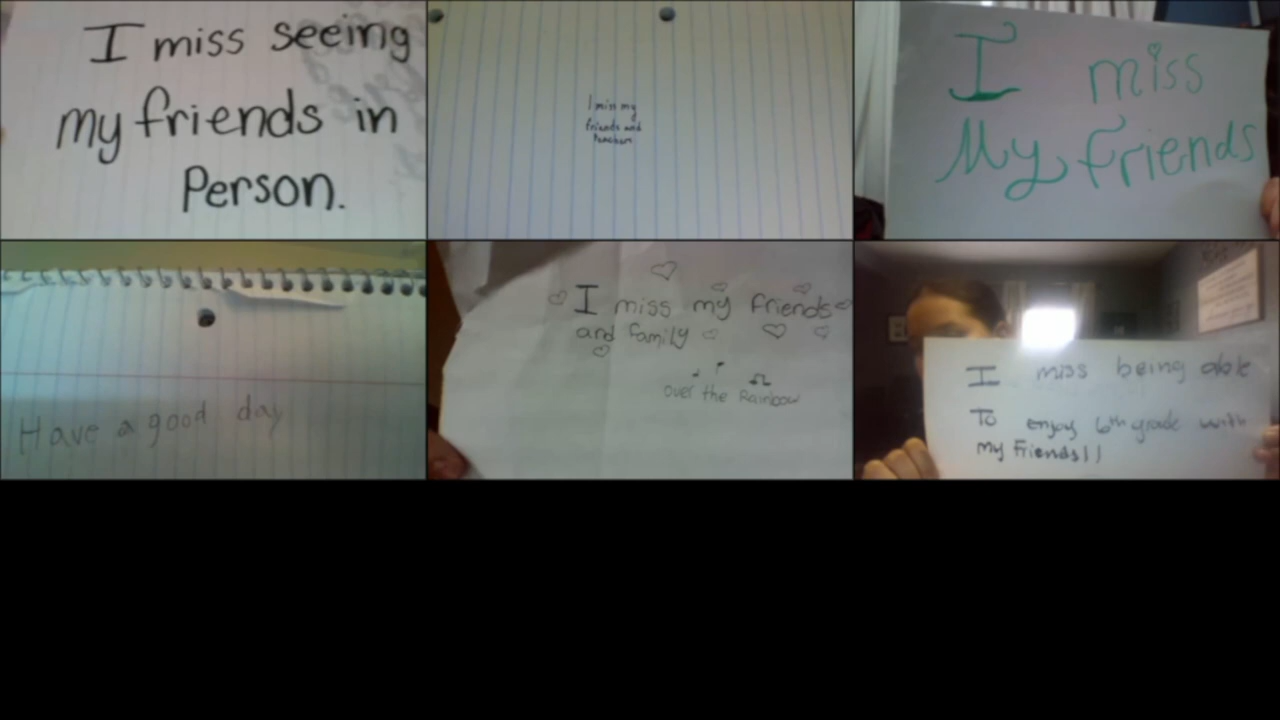 I miss seeing
my friends in
Person.
I miss my
friends and
teachers
I miss
My friends
Have a good day
I miss my friends
and family
over the Rainbow
I miss being able
To enjoy 6th grade with
my friends!!